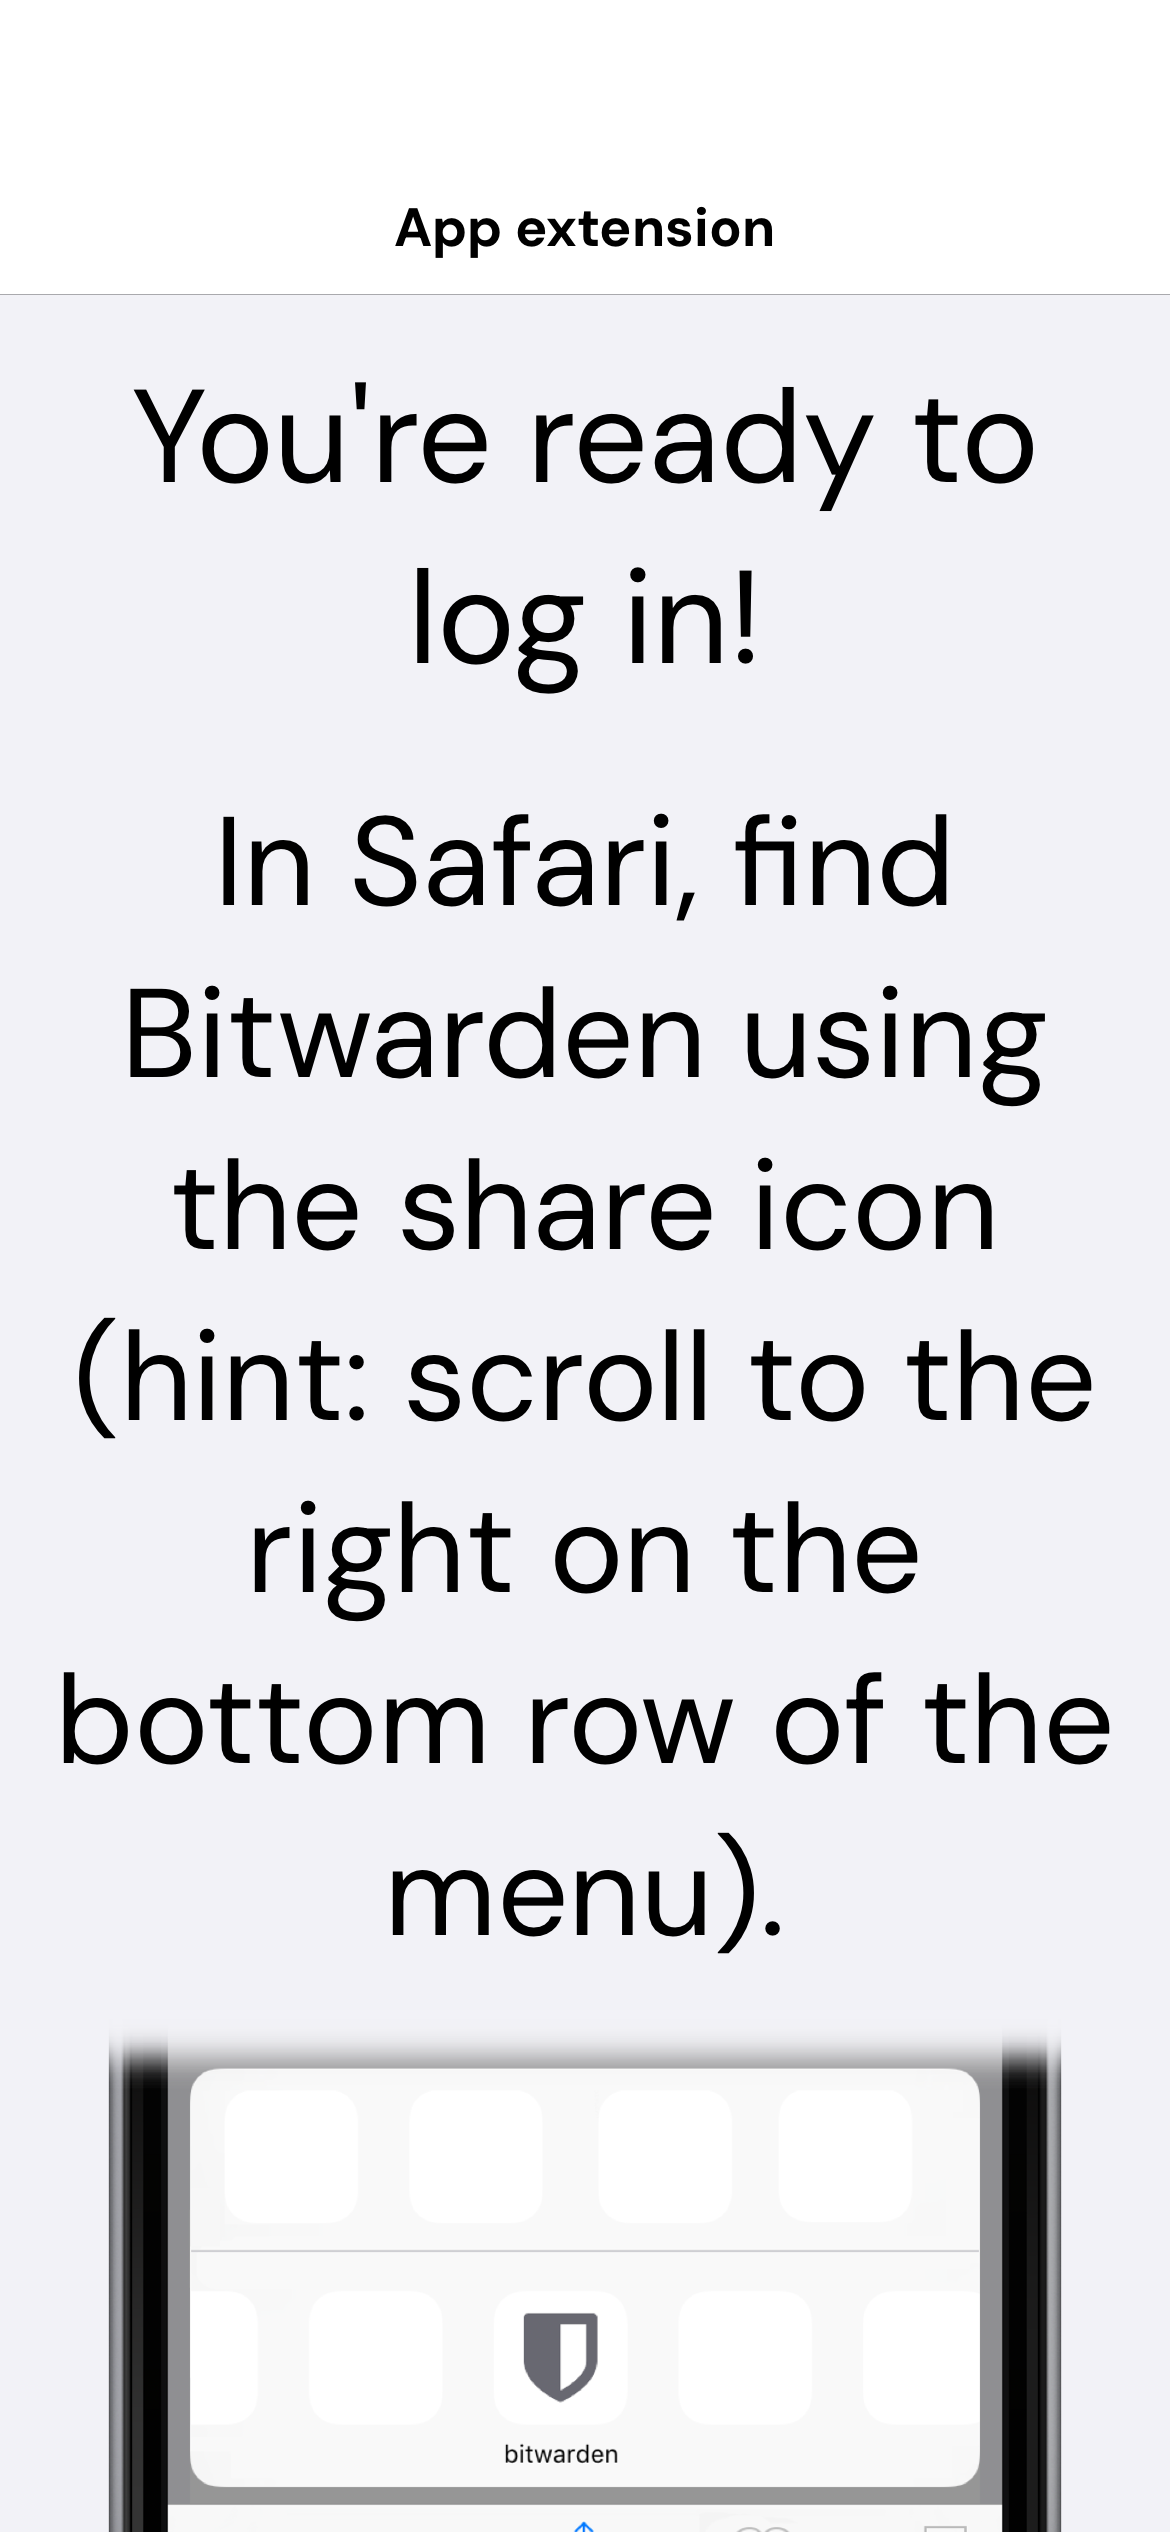 App extension
You're ready to
log in!
In Safari, find
Bitwarden using
the share icon
(hint: scroll to the
right on the
bottom row of the
menu).
bitwarden